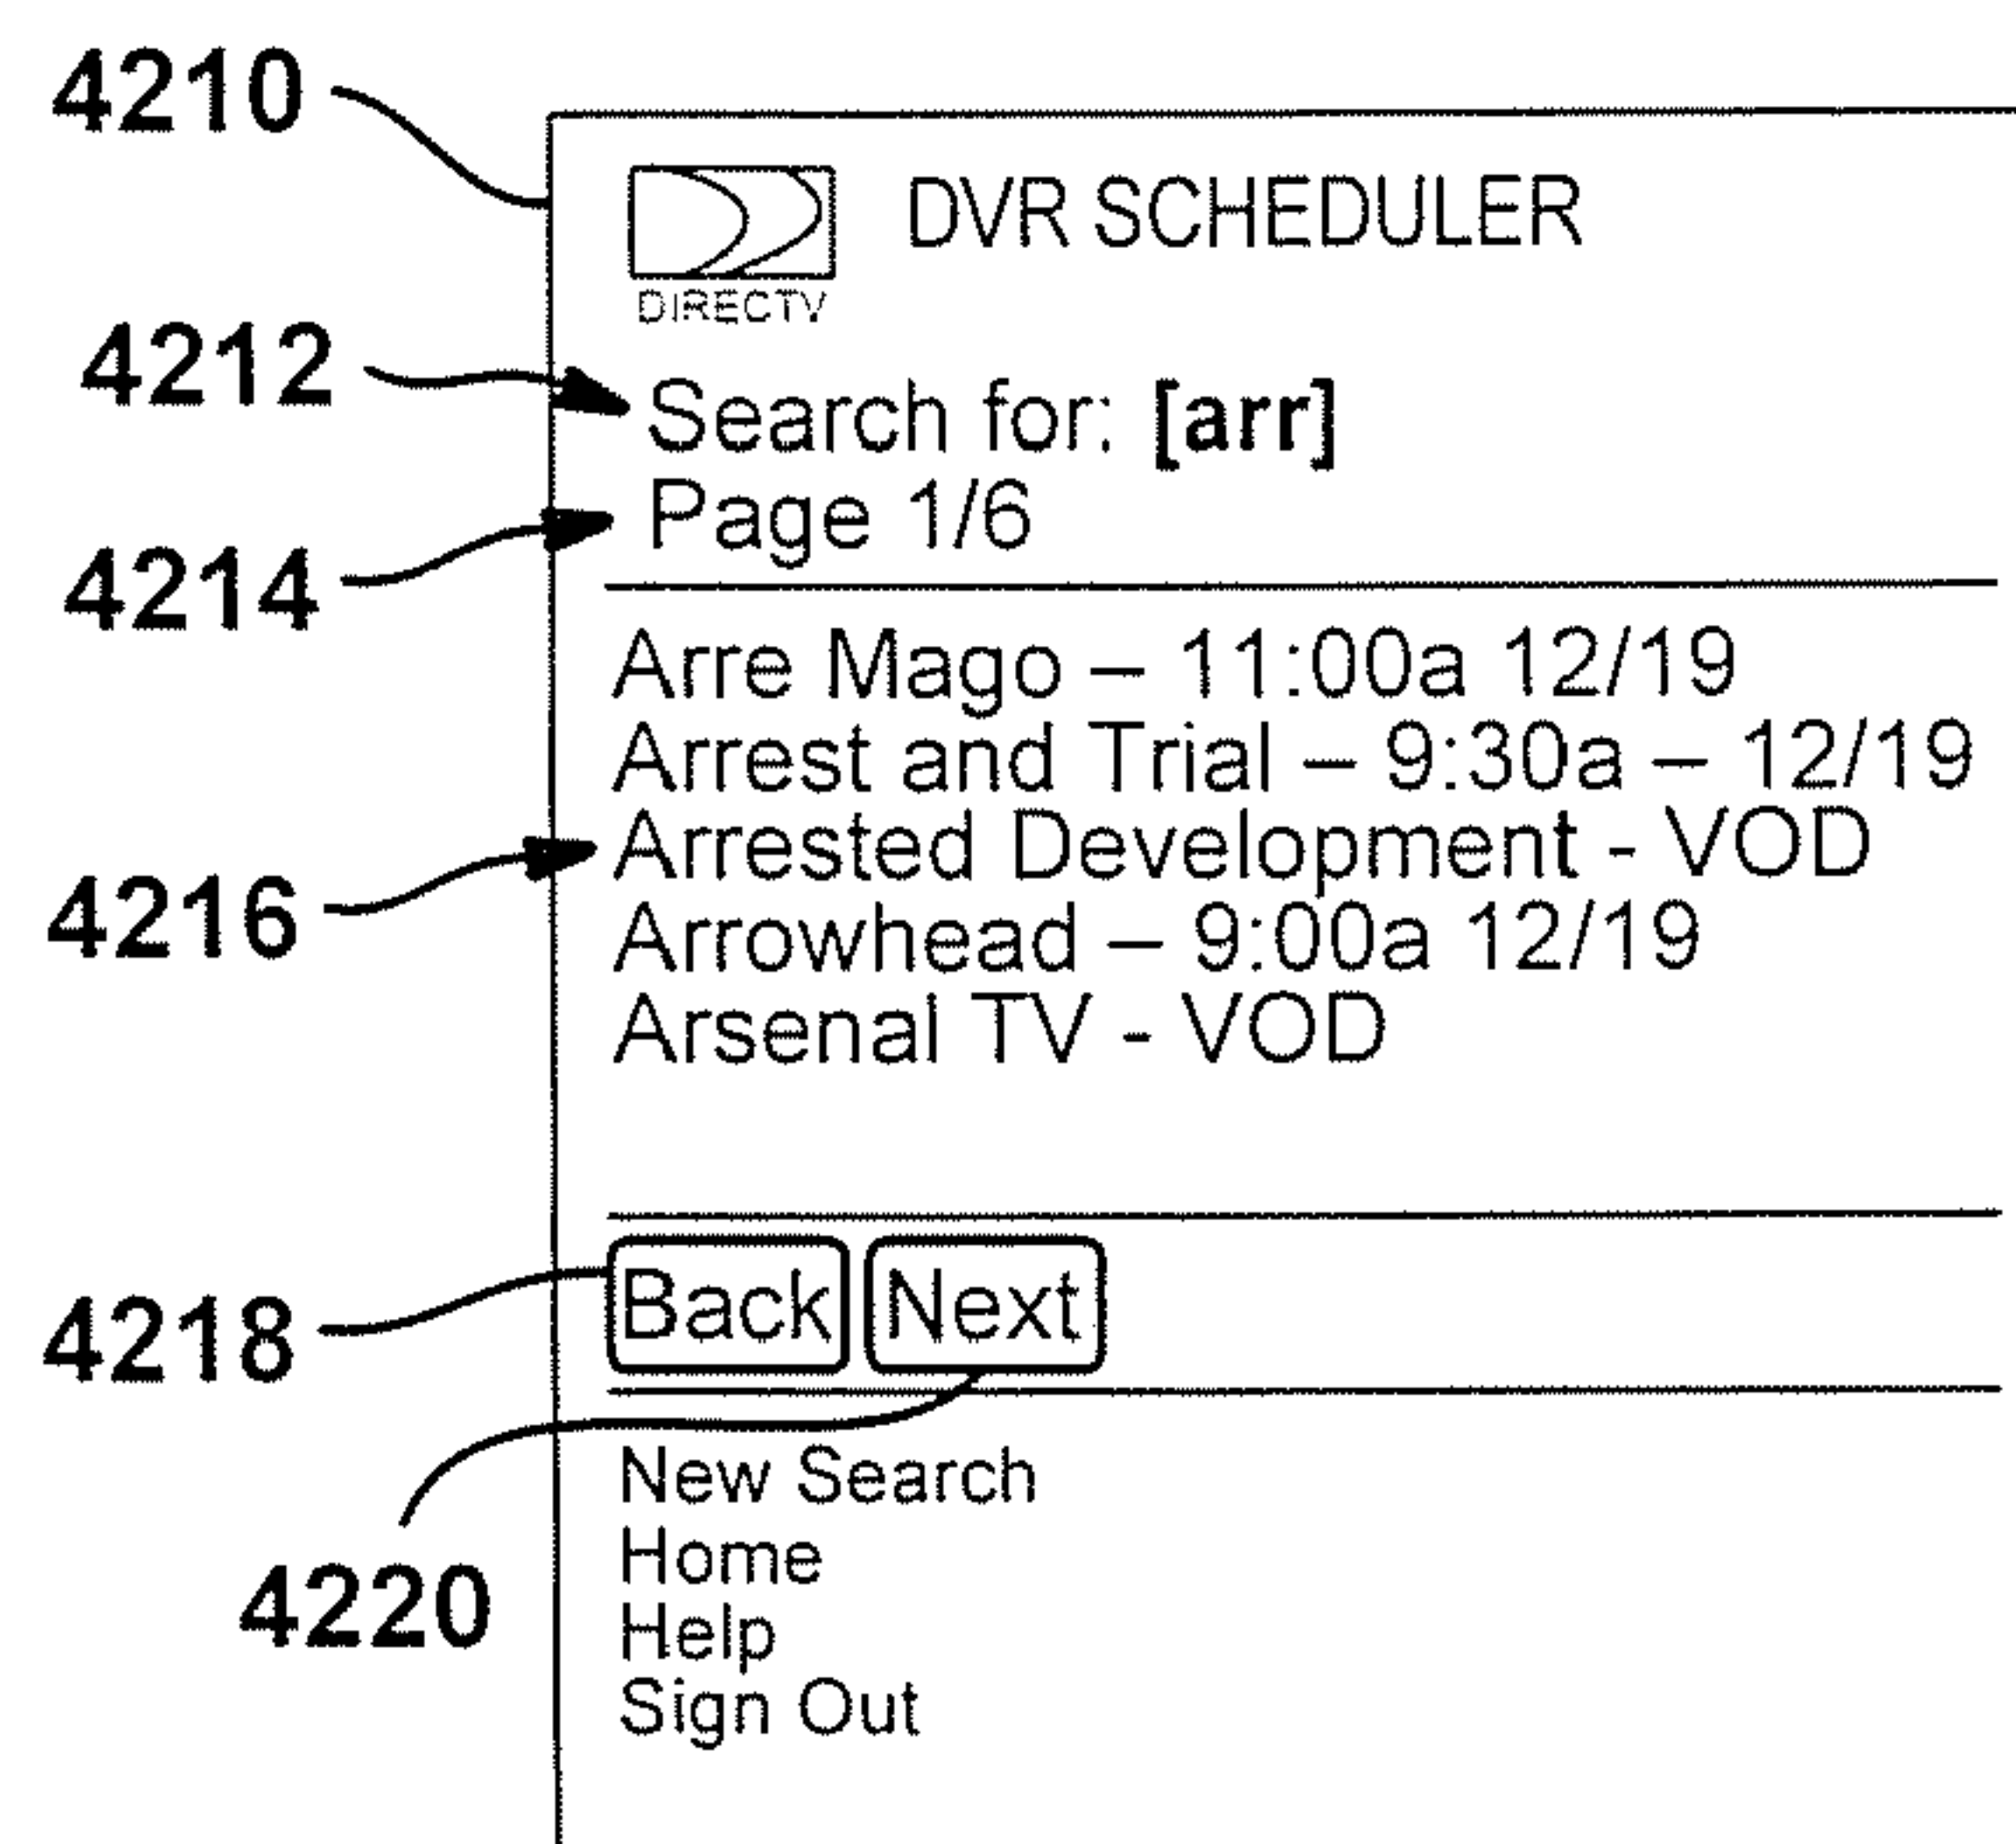 4210
DVR SCHEDULER
DIRECTV
4212
Search for: [arr]
4214
Page 1/6
Arre Mago – 11:00a 12/19
Arrest and Trial – 9:30a – 12/19
4216
Arrested Development - VOD
Arrowhead – 9:00a 12/19
Arsenal TV - VOD
4218
Back Next
4220
New Search
Home
Help
Sign Out